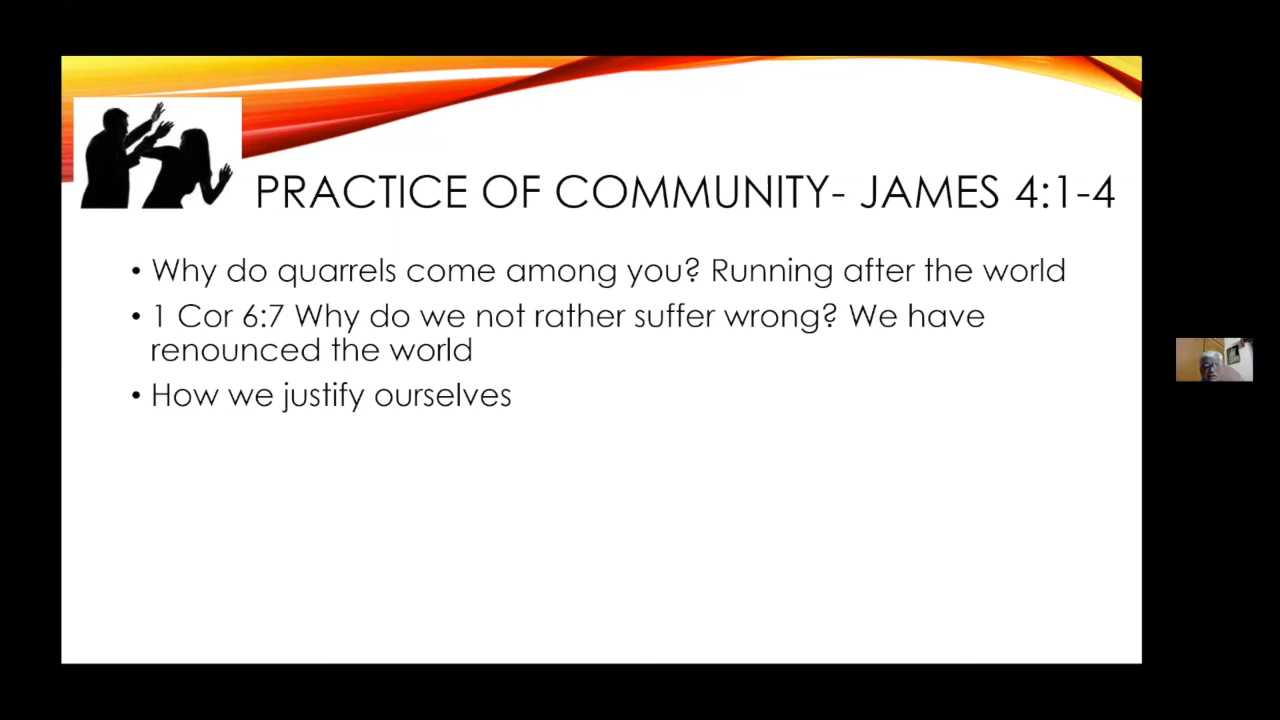 PRACTICE OF COMMUNITY- JAMES 4:1-4
• Why do quarrels come among you? Running after the world
• 1 Cor 6:7 Why do we not rather suffer wrong? We have
renounced the world
• How we justify ourselves